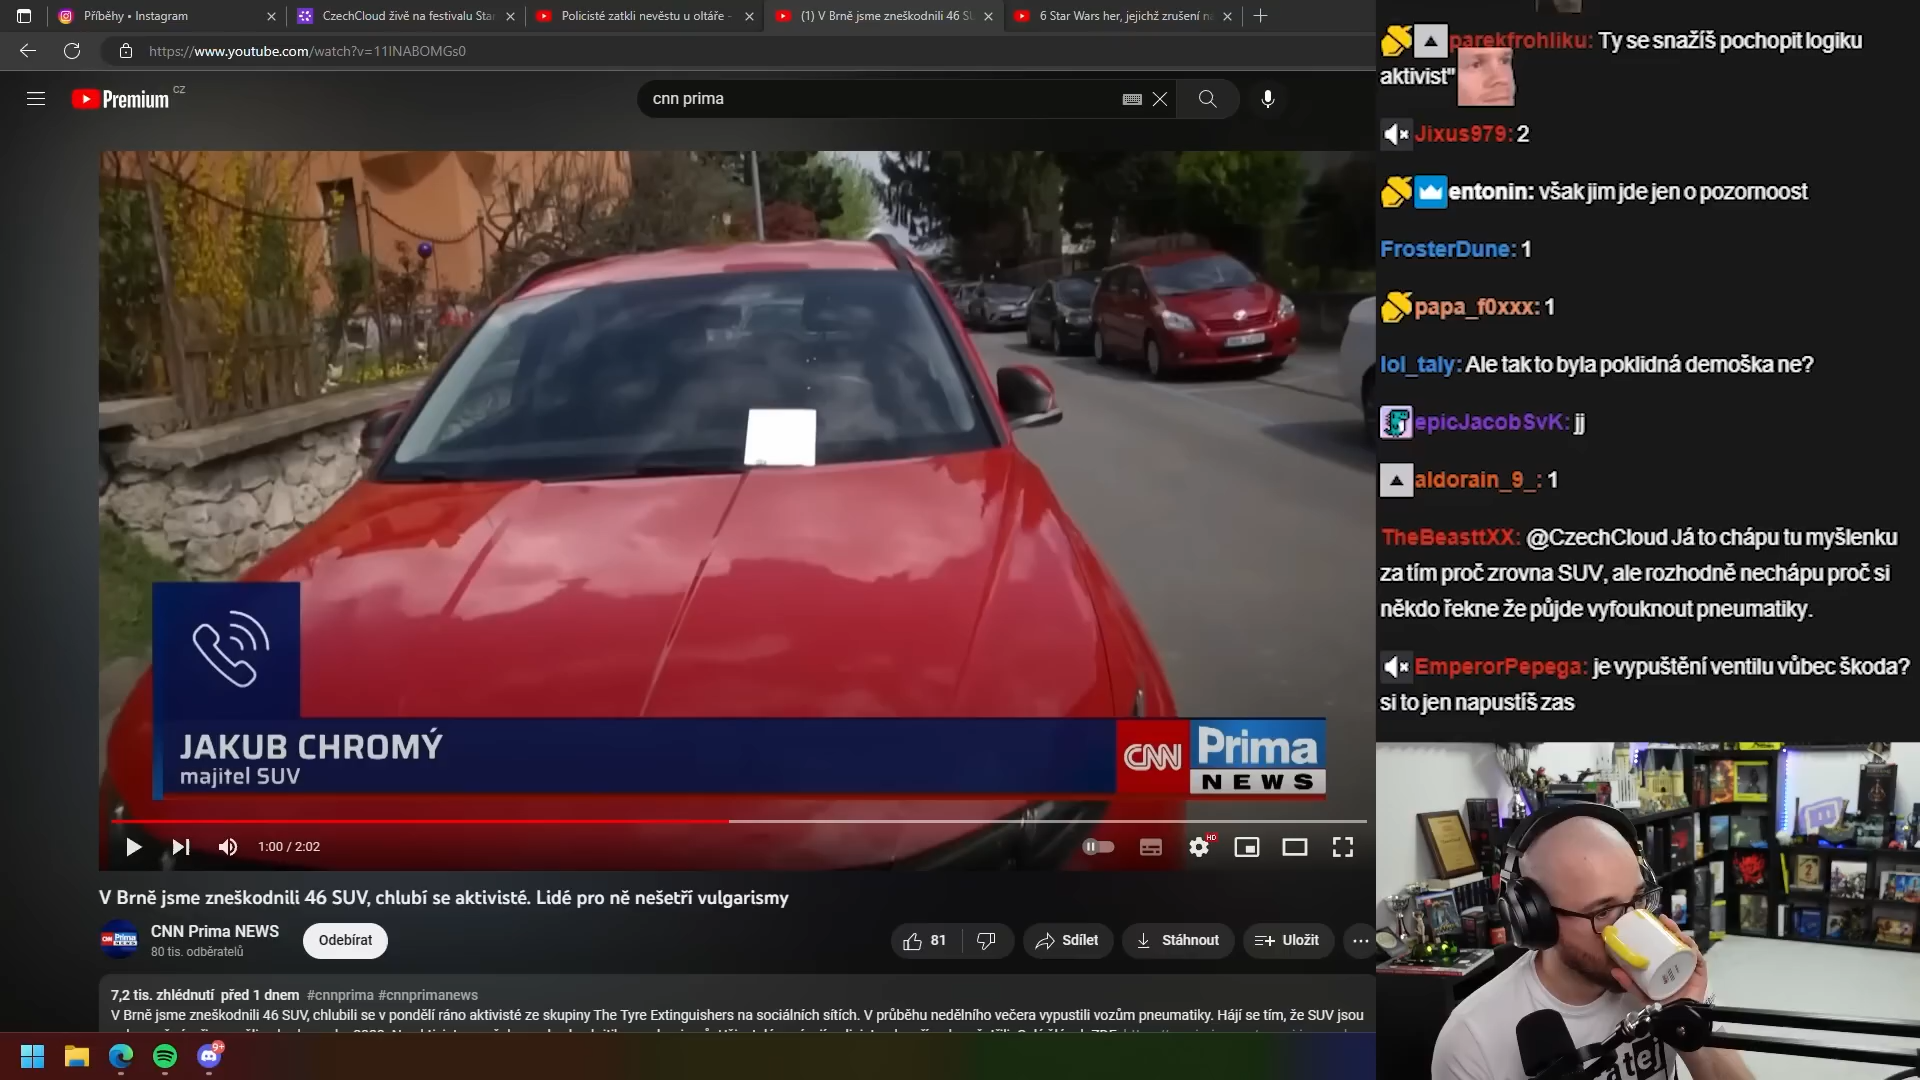 Příběhy • Instagram
CzechCloud živě na festivalu Star
Policisté zatkli nevěstu u oltáře -
(1) V Brně jsme zneškodnili 46 SU
6 Star Wars her, jejichž zrušení n
https://www.youtube.com/watch?v=11INABOMGs0
Premium CZ
cnn prima
JAKUB CHROMÝ
majitel SUV
CNN Prima
NEWS
1:00 / 2:02
HD
V Brně jsme zneškodnili 46 SUV, chlubí se aktivisté. Lidé pro ně nešetří vulgarismy
CNN Prima NEWS
80 tis. odběratelů
Odebírat
81
Sdílet
Stáhnout
Uložit
7,2 tis. zhlédnutí před 1 dnem #cnnprima #cnnprimanews
V Brně jsme zneškodnili 46 SUV, chlubili se v pondělí ráno aktivisté ze skupiny The Tyre Extinguishers na sociálních sítích. V průběhu nedělního večera vypustili vozům pneumatiky. Hájí se tím, že SUV jsou
9+
parekfrohliku: Ty se snažíš pochopit logiku
aktivist"
Jixus979: 2
entonin: však jim jde jen o pozornoost
FrosterDune: 1
papa_f0xxx: 1
lol_taly: Ale tak to byla poklidná demoška ne?
epicJacobSvK: jj
aldorain_9_: 1
TheBeasttXX: @CzechCloud Já to chápu tu myšlenku
za tím proč zrovna SUV, ale rozhodně nechápu proč si
někdo řekne že půjde vyfouknout pneumatiky.
EmperorPepega: je vypuštění ventilu vůbec škoda?
si to jen napustíš zas